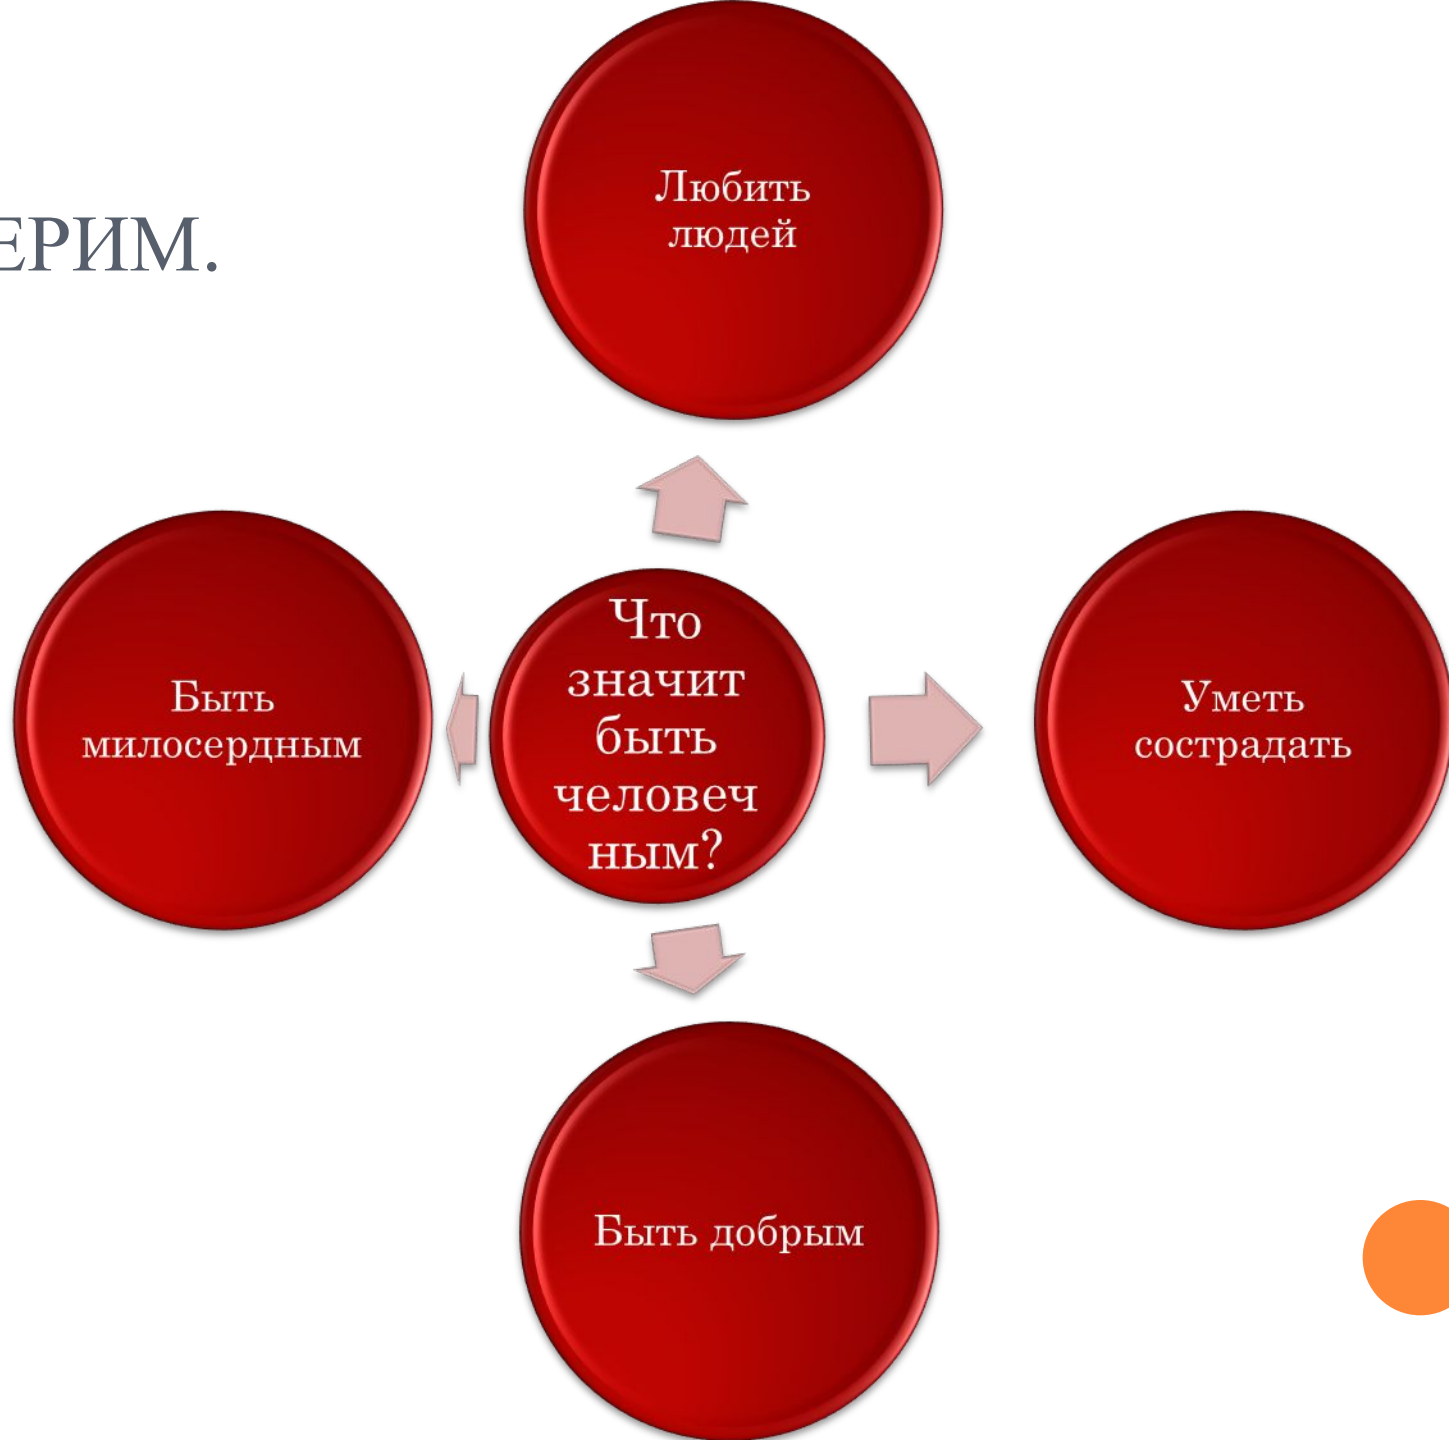 ЕРИМ.
Любить
людей
Быть
милосердным
Что
значит
быть
человеч
ным?
Уметь
сострадать
Быть добрым